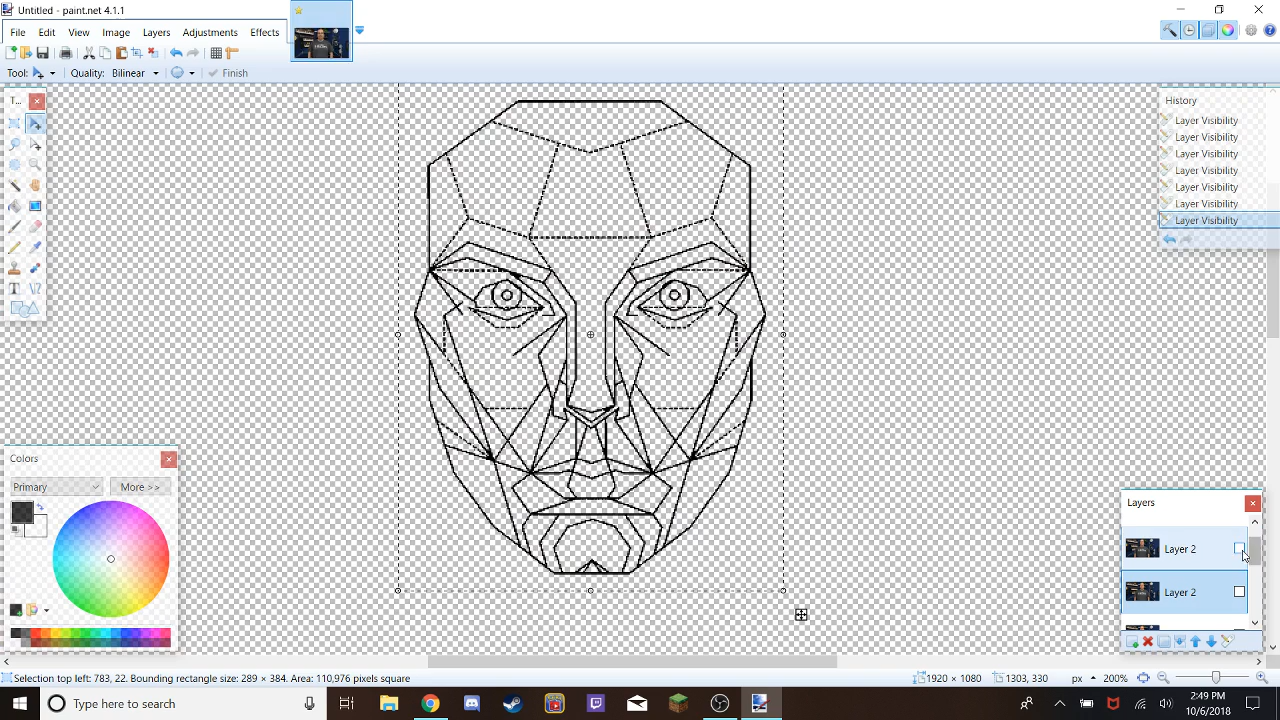 Untitled - paint.net 4.1.1
File Edit View Image Layers Adjustments Effects
Tool: Quality: Bilinear Finish
T...
History
Layer Visibility
Layer Visibility
Layer Visibility
Layer Visibility
Layer Visibility
Layer Visibility
Layer Visibility
Colors
Primary More >>
Layers
Layer 2
Layer 2
Selection top left: 783, 22. Bounding rectangle size: 289 × 384. Area: 110,976 pixels square 1920 × 1080 1303, 330 px 200%
Type here to search
2:49 PM
10/6/2018